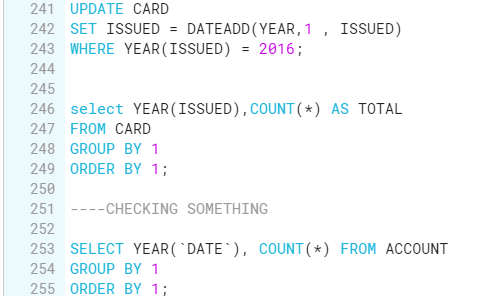 241 UPDATE CARD
242 SET ISSUED = DATEADD(YEAR,1 , ISSUED)
243 WHERE YEAR(ISSUED) = 2016;
244
245
246 select YEAR(ISSUED),COUNT(*) AS TOTAL
247 FROM CARD
248 GROUP BY 1
249 ORDER BY 1;
250
251 ----CHECKING SOMETHING
252
253 SELECT YEAR(`DATE`), COUNT(*) FROM ACCOUNT
254 GROUP BY 1
255 ORDER BY 1;